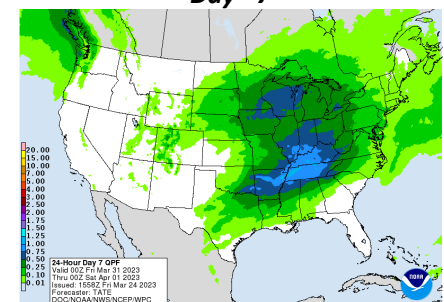 Day 7
20.00
15.00
10.00
7.00
5.00
4.00
3.00
2.50
2.00
1.75
1.50
1.25
1.00
0.75
0.50
0.25
0.10
0.01
24-Hour Day 7 QPF
Valid 00Z Fri Mar 31 2023
Thru 00Z Sat Apr 01 2023
Issued: 1558Z Fri Mar 24 2023
Forecaster: TATE
DOC/NOAA/NWS/NCEP/WPC
NOAA